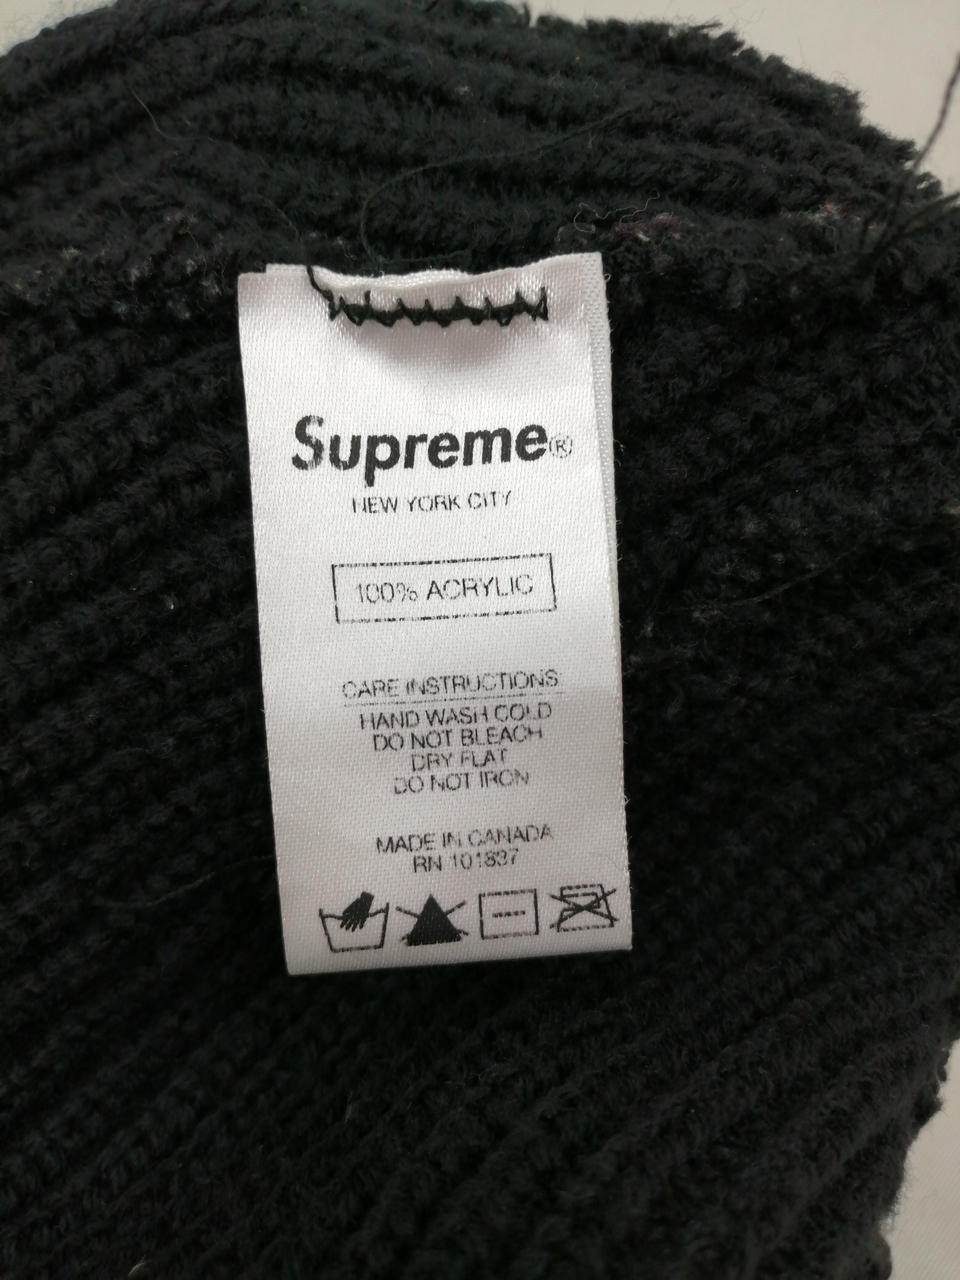 Supreme®
NEW YORK CITY
100% ACRYLIC
CARE INSTRUCTIONS
HAND WASH COLD
DO NOT BLEACH
DRY FLAT
DO NOT IRON
MADE IN CANADA
RN 101837